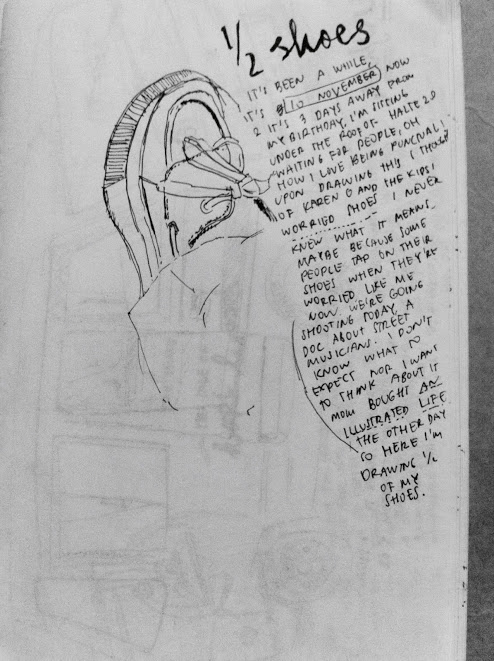 1/2 shoes
IT'S BEEN A WHILE,
IT'S 10 NOVEMBER NOW
& IT'S 3 DAYS AWAY FROM
MY BIRTHDAY. I'M SITTING
UNDER THE ROOF OF HALTE 20
WAITING FOR PEOPLE, OH
HOW I LOVE BEING PUNCTUAL!
UPON DRAWING THIS I THOUGHT
OF KAREN O AND THE KIDS!
WORRIED SHOES I NEVER
KNEW WHAT IT MEANS.
MAYBE BECAUSE SOME
PEOPLE TAP ON THEIR
SHOES WHEN THEY'RE
WORRIED LIKE ME
NOW. WE'RE GOING
SHOOTING TODAY, A
DOC ABOUT STREET
MUSICIANS. I DON'T
KNOW WHAT TO
EXPECT NOR I WANT
TO THINK ABOUT IT
MOM BOUGHT AN
ILLUSTRATED LIFE
THE OTHER DAY
SO HERE I'M
DRAWING 1/2
OF MY
SHOES.